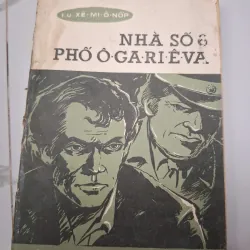 I-U XÊ-MI-Ô-NỐP
NHÀ SỐ 6
PHỐ Ô-GA-RI-Ê-VA